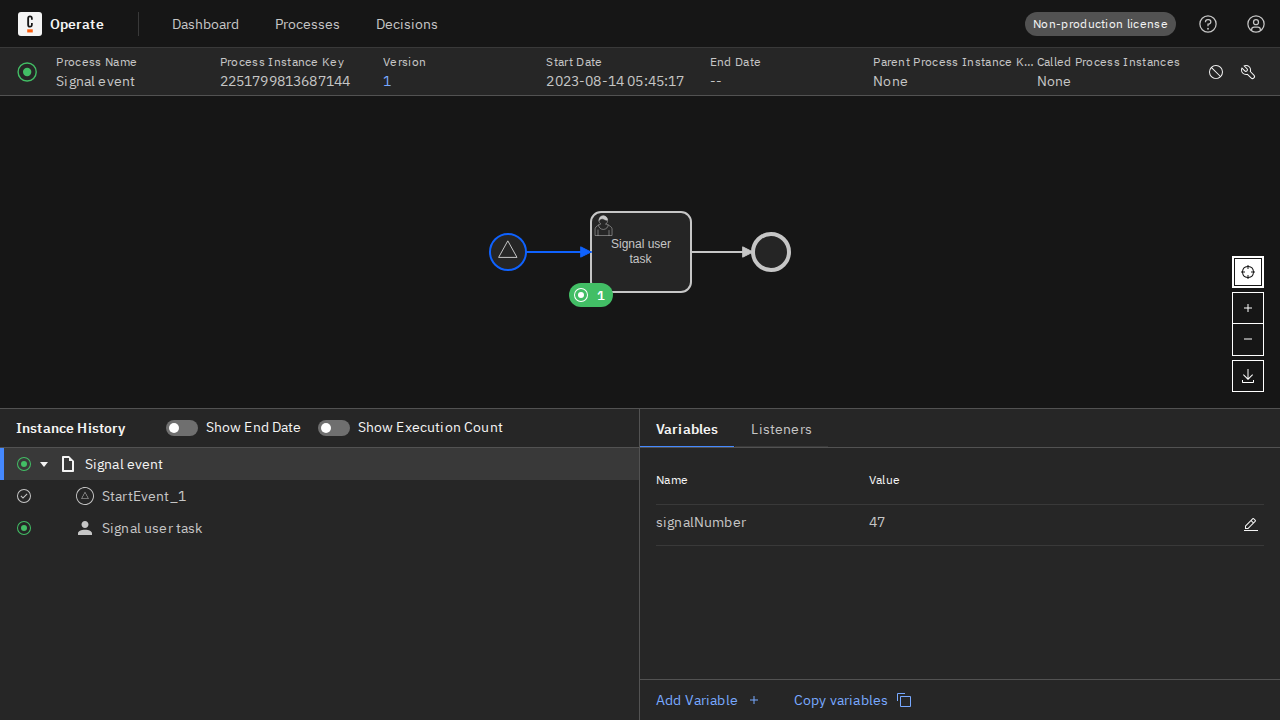 C Operate
Dashboard
Processes
Decisions
Non-production license
Process Name
Signal event
Process Instance Key
2251799813687144
Version
1
Start Date
2023-08-14 05:45:17
End Date
--
Parent Process Instance K...
None
Called Process Instances
None
Signal user
task
1
Instance History
Show End Date
Show Execution Count
Signal event
StartEvent_1
Signal user task
Variables
Listeners
Name
Value
signalNumber
47
Add Variable +
Copy variables